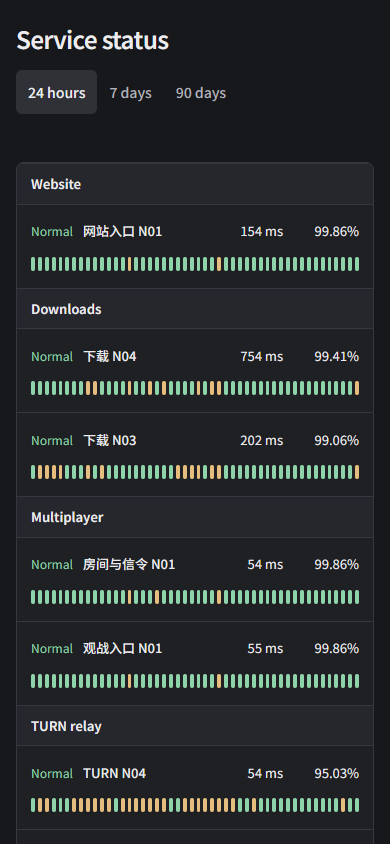 Service status
24 hours 7 days 90 days
Website
Normal 网站入口 N01 154 ms 99.86%
Downloads
Normal 下载 N04 754 ms 99.41%
Normal 下载 N03 202 ms 99.06%
Multiplayer
Normal 房间与信令 N01 54 ms 99.86%
Normal 观战入口 N01 55 ms 99.86%
TURN relay
Normal TURN N04 54 ms 95.03%